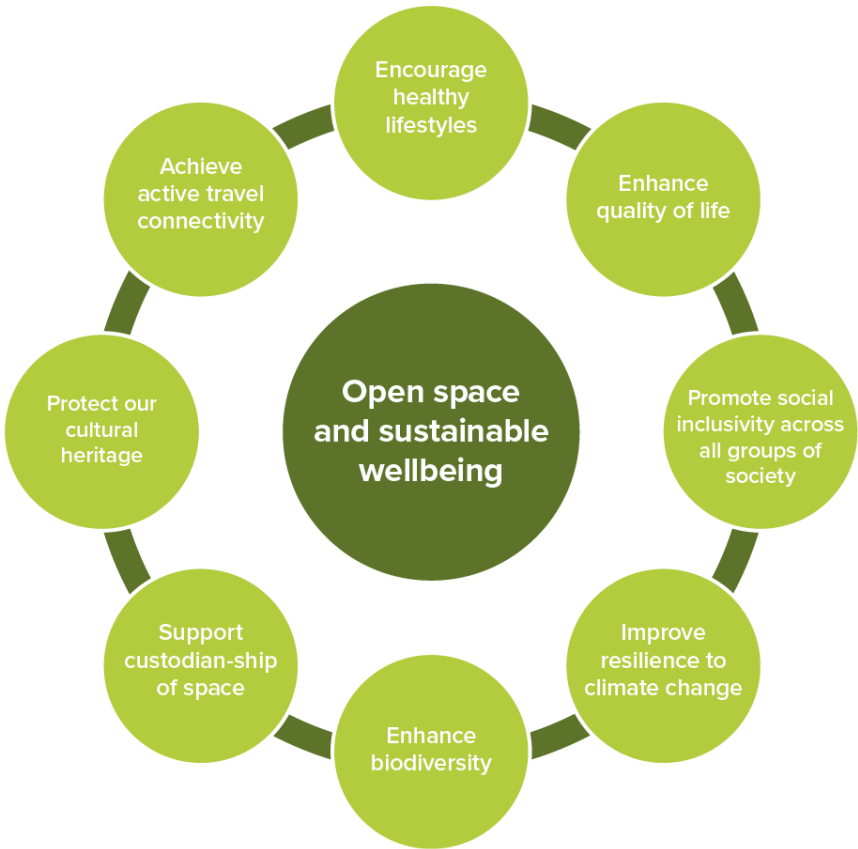 Encourage
healthy
lifestyles
Enhance
quality of life
Promote social
inclusivity across
all groups of
society
Improve
resilience to
climate change
Enhance
biodiversity
Support
custodian-ship
of space
Protect our
cultural
heritage
Achieve
active travel
connectivity
Open space
and sustainable
wellbeing